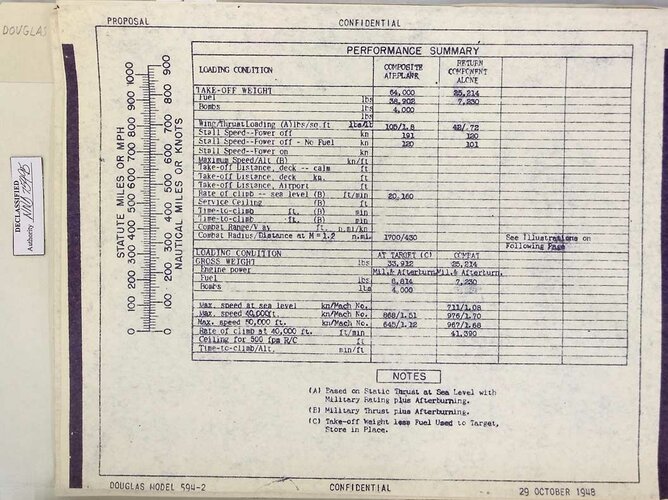 DOUGLAS
PROPOSAL
CONFIDENTIAL
PERFORMANCE SUMMARY
LOADING CONDITION
COMPOSITE AIRPLANE
RETURN COMPONENT ALONE
TAKE-OFF WEIGHT 64,000 25,214
Fuel lbs 38,902 7,230
Bombs lbs 4,000
Wing/Thrust Loading (A)lbs/sq.ft lbs/lb 105/1.8 42/.72
Stall Speed--Power off kn 191 120
Stall Speed--Power off - No Fuel kn 120 101
Stall Speed--Power on kn
Maximum Speed/Alt (B) kn/ft
Take-off Distance, deck -- calm ft
Take-off Distance, deck kn. ft
Take-off Distance, Airport ft
Rate of climb -- sea level (B) ft/min 20,160
Service Ceiling (B) ft
Time-to-climb ft. (B) min
Time-to-climb ft. (B) min
Combat Range/V av ft. n.mi/kn
Combat Radius/Distance at M=1.2 n.mi. 1700/430 See Illustrations on Following Page
LOADING CONDITION AT TARGET (C) COMBAT
GROSS WEIGHT lbs 33,912 25,214
Engine power Mil.& Afterburn Mil.& Afterburn.
Fuel lbs 8,814 7,230
Bombs lbs 4,000
Max. speed at sea level kn/Mach No. 711/1.08
Max. speed 40,000ft. kn/Mach No. 868/1.51 976/1.70
Max. speed 50,000 ft. kn/Mach No. 645/1.12 967/1.68
Rate of climb at 40,000 ft. ft/min 41,390
Ceiling for 500 fpm R/C ft
Time-to-climb/Alt. min/ft
STATUTE MILES OR MPH
0 100 200 300 400 500 600 700 800 900 1000
NAUTICAL MILES OR KNOTS
0 100 200 300 400 500 600 700 800 900
DECLASSIFIED
Authority
NOTES
(A) Based on Static Thrust at Sea Level with
Military Rating plus Afterburning.
(B) Military Thrust plus Afterburning.
(C) Take-off Weight less Fuel Used to Target,
Store in Place.
DOUGLAS MODEL 594-2
CONFIDENTIAL
29 OCTOBER 1948